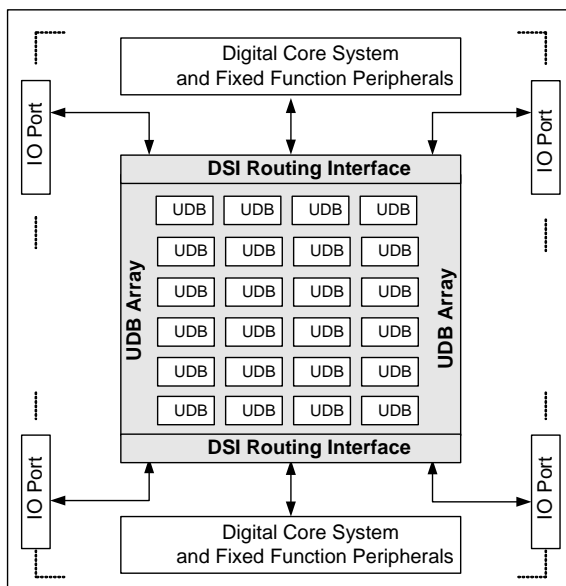 Digital Core System
and Fixed Function Peripherals
IO Port
IO Port
DSI Routing Interface
UDB UDB UDB UDB
UDB UDB UDB UDB
UDB UDB UDB UDB
UDB UDB UDB UDB
UDB UDB UDB UDB
UDB UDB UDB UDB
UDB Array
UDB Array
DSI Routing Interface
IO Port
IO Port
Digital Core System
and Fixed Function Peripherals